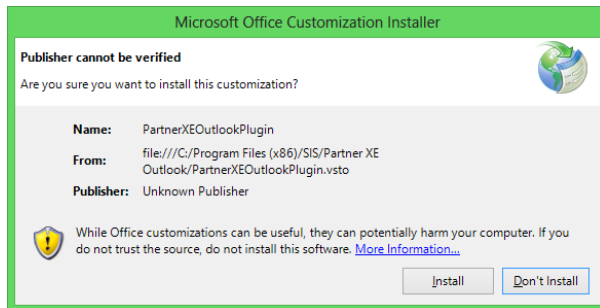 Microsoft Office Customization Installer
Publisher cannot be verified
Are you sure you want to install this customization?
Name: PartnerXEOutlookPlugin
From: file:///C:/Program Files (x86)/SIS/Partner XE
Outlook/PartnerXEOutlookPlugin.vsto
Publisher: Unknown Publisher
While Office customizations can be useful, they can potentially harm your computer. If you
do not trust the source, do not install this software. More Information...
Install Don't Install